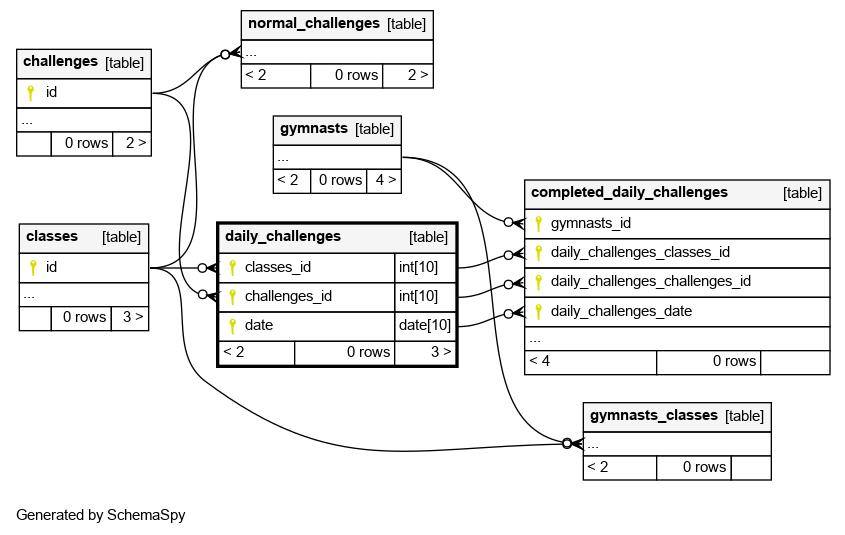 normal_challenges [table]
...
< 2 0 rows 2 >
challenges [table]
id
...
0 rows 2 >
gymnasts [table]
...
< 2 0 rows 4 >
completed_daily_challenges [table]
gymnasts_id
daily_challenges_classes_id
daily_challenges_challenges_id
daily_challenges_date
...
< 4 0 rows
classes [table]
id
...
0 rows 3 >
daily_challenges [table]
classes_id int[10]
challenges_id int[10]
date date[10]
< 2 0 rows 3 >
gymnasts_classes [table]
...
< 2 0 rows
Generated by SchemaSpy